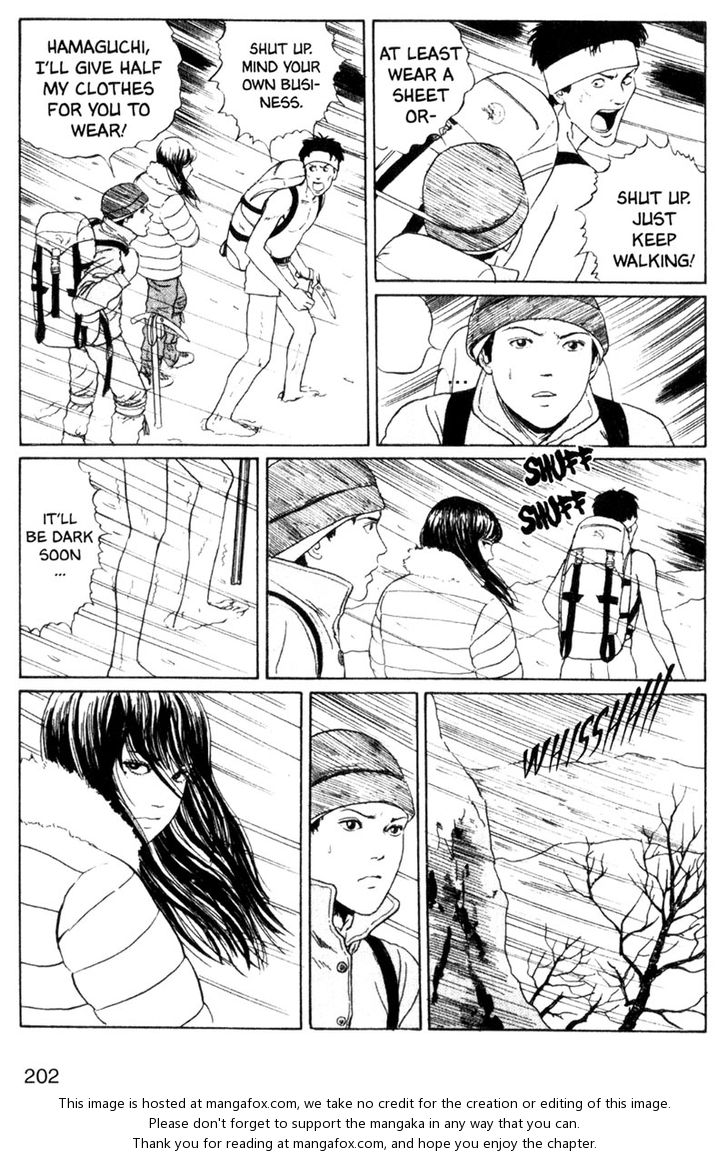 HAMAGUCHI,
I'LL GIVE HALF
MY CLOTHES
FOR YOU TO
WEAR!
SHUT UP.
MIND YOUR
OWN BUSI-
NESS.
AT LEAST
WEAR A
SHEET
OR-
SHUT UP.
JUST
KEEP
WALKING!
...
IT'LL
BE DARK
SOON
...
SHUFF
SHUFF
WHISSHHH
202
This image is hosted at mangafox.com, we take no credit for the creation or editing of this image.
Please don't forget to support the mangaka in any way that you can.
Thank you for reading at mangafox.com, and hope you enjoy the chapter.